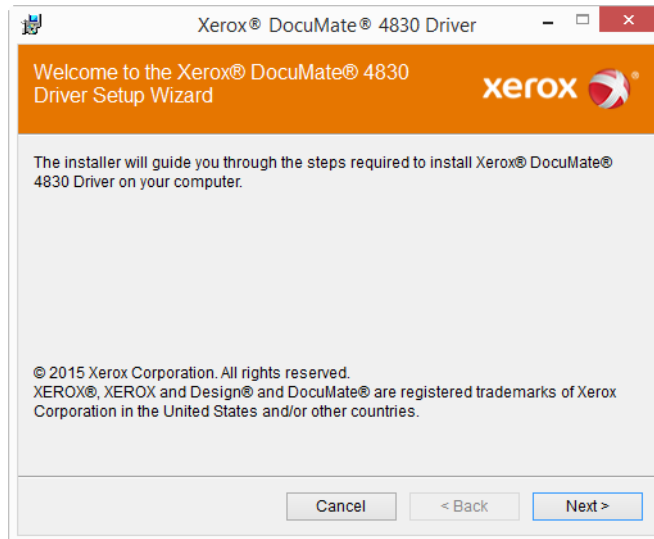 Xerox® DocuMate® 4830 Driver
Welcome to the Xerox® DocuMate® 4830
Driver Setup Wizard
xerox ®
The installer will guide you through the steps required to install Xerox® DocuMate®
4830 Driver on your computer.
© 2015 Xerox Corporation. All rights reserved.
XEROX®, XEROX and Design® and DocuMate® are registered trademarks of Xerox
Corporation in the United States and/or other countries.
Cancel < Back Next >